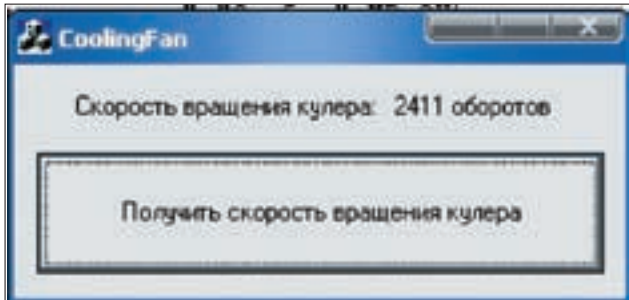 CoolingFan
Скорость вращения кулера: 2411 оборотов
Получить скорость вращения кулера